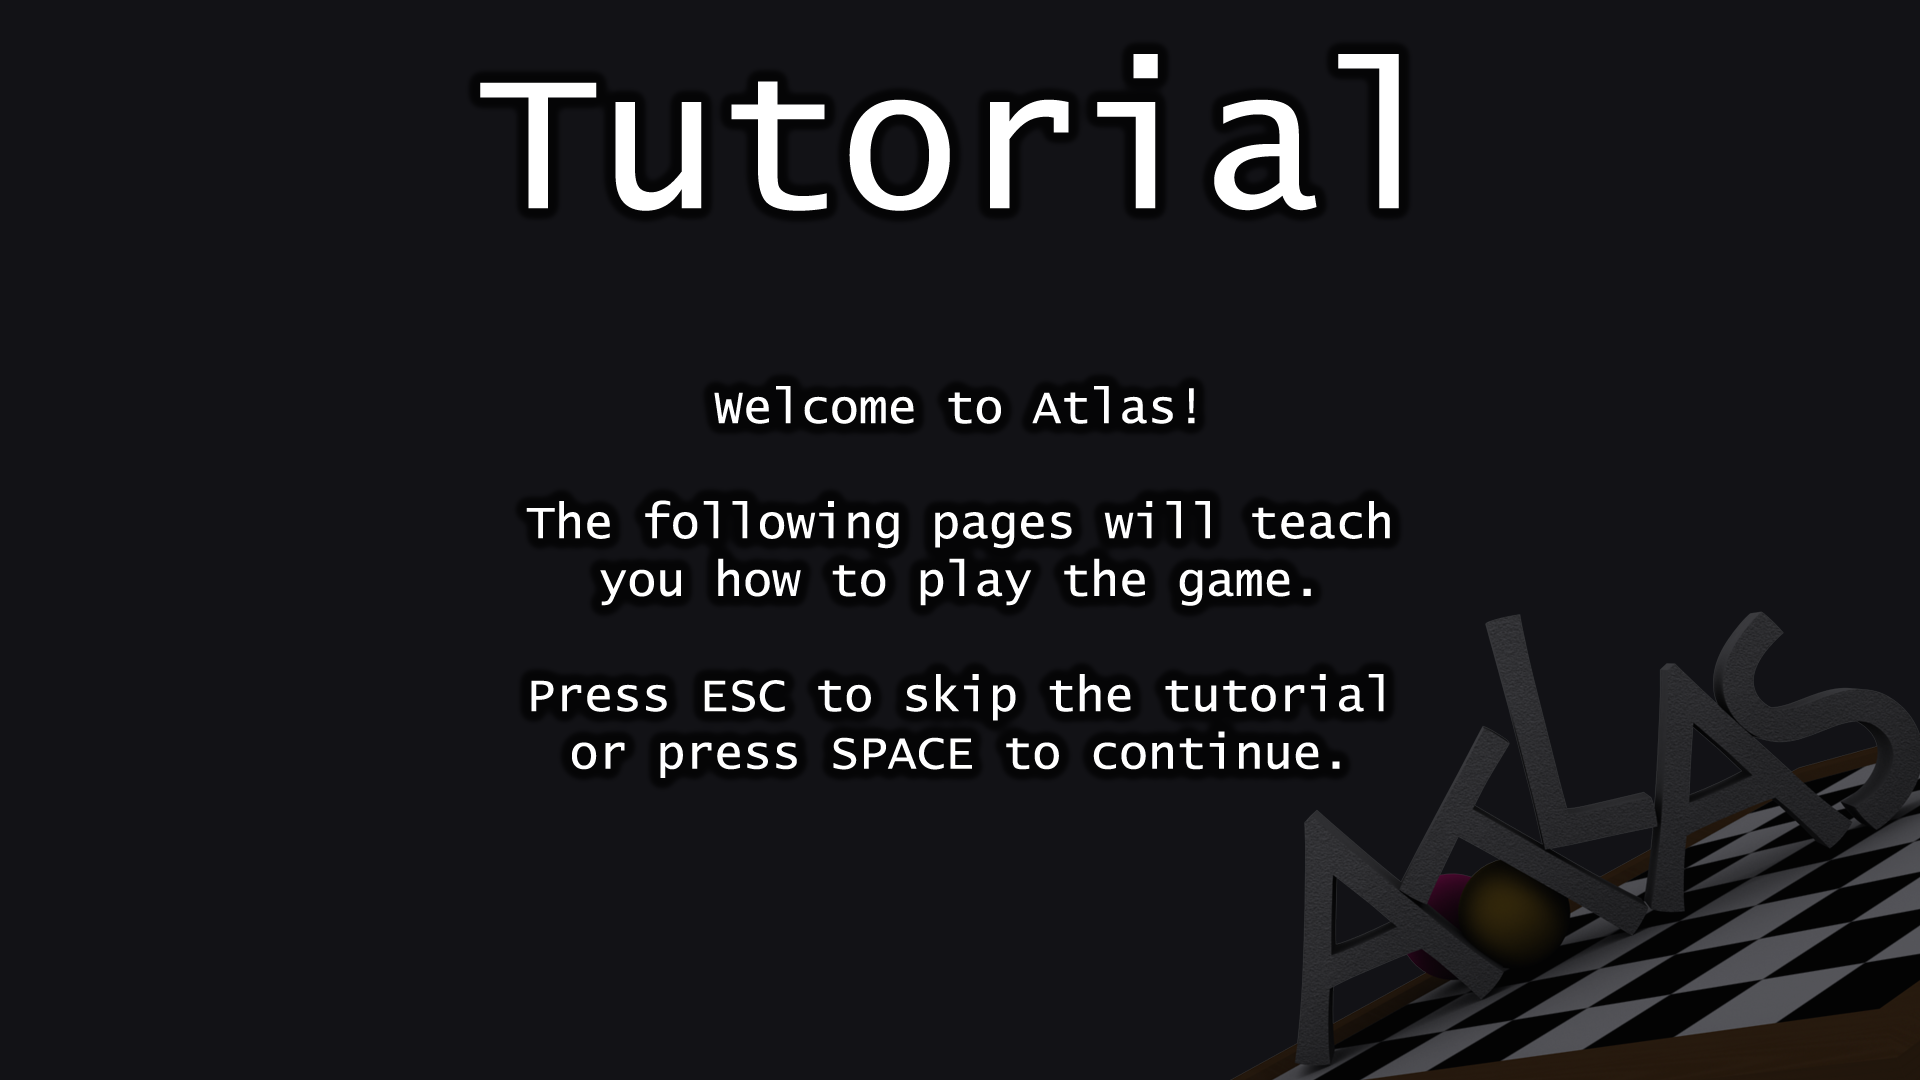 Tutorial
Welcome to Atlas!
The following pages will teach
you how to play the game.
Press ESC to skip the tutorial
or press SPACE to continue.
ATLAS